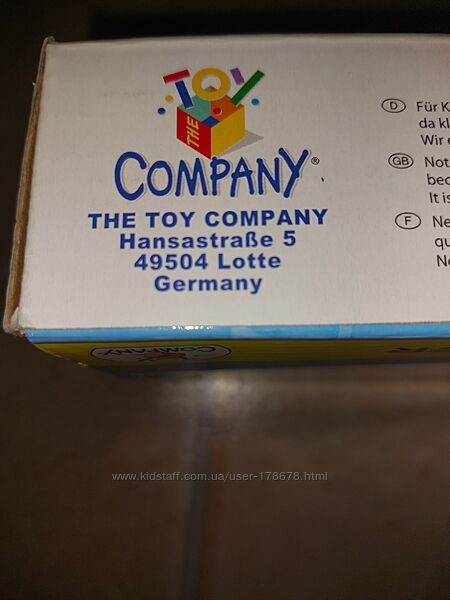 THE TOY
COMPANY®
THE TOY COMPANY
Hansastraße 5
49504 Lotte
Germany
D Für K
da kl
Wir e
GB Not
bec
It is
F Ne
qu
Ne
COMPANY
www.kidstaff.com.ua/user-178678.html